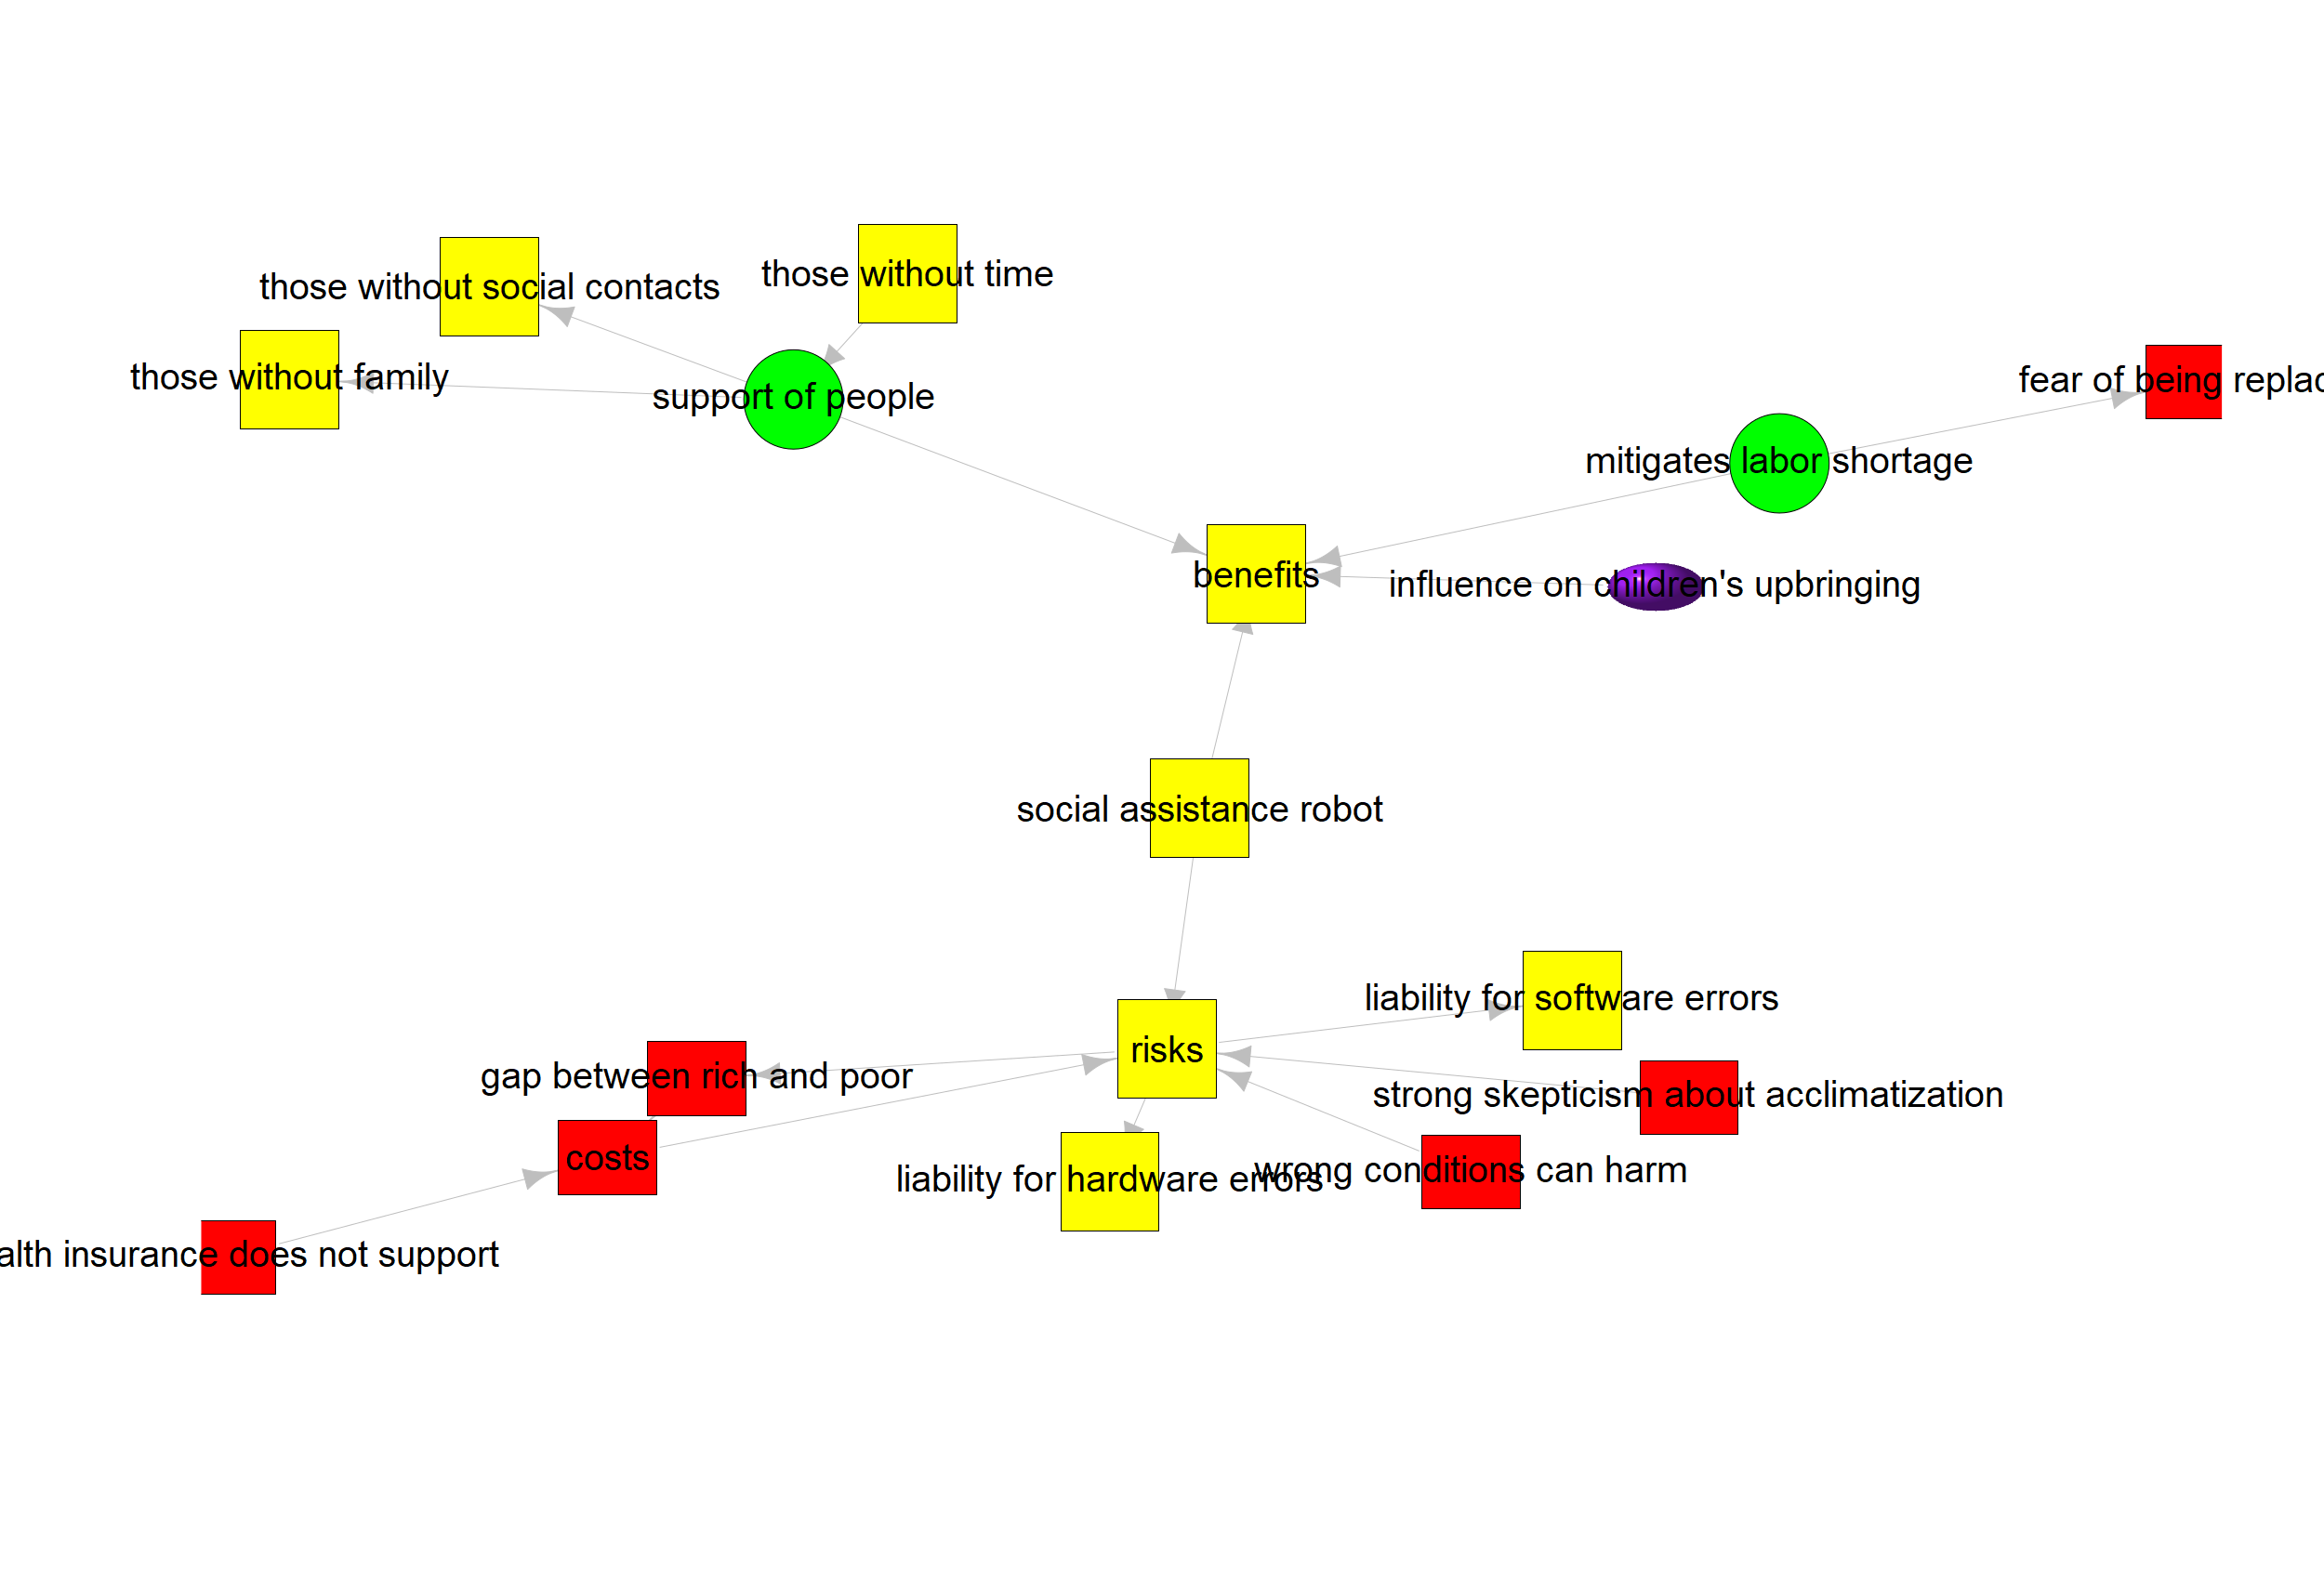 those without time
those without social contacts
those without family
support of people
fear of being replac
mitigates labor shortage
benefits
influence on children's upbringing
social assistance robot
liability for software errors
risks
gap between rich and poor
strong skepticism about acclimatization
costs
wrong conditions can harm
liability for hardware errors
alth insurance does not support